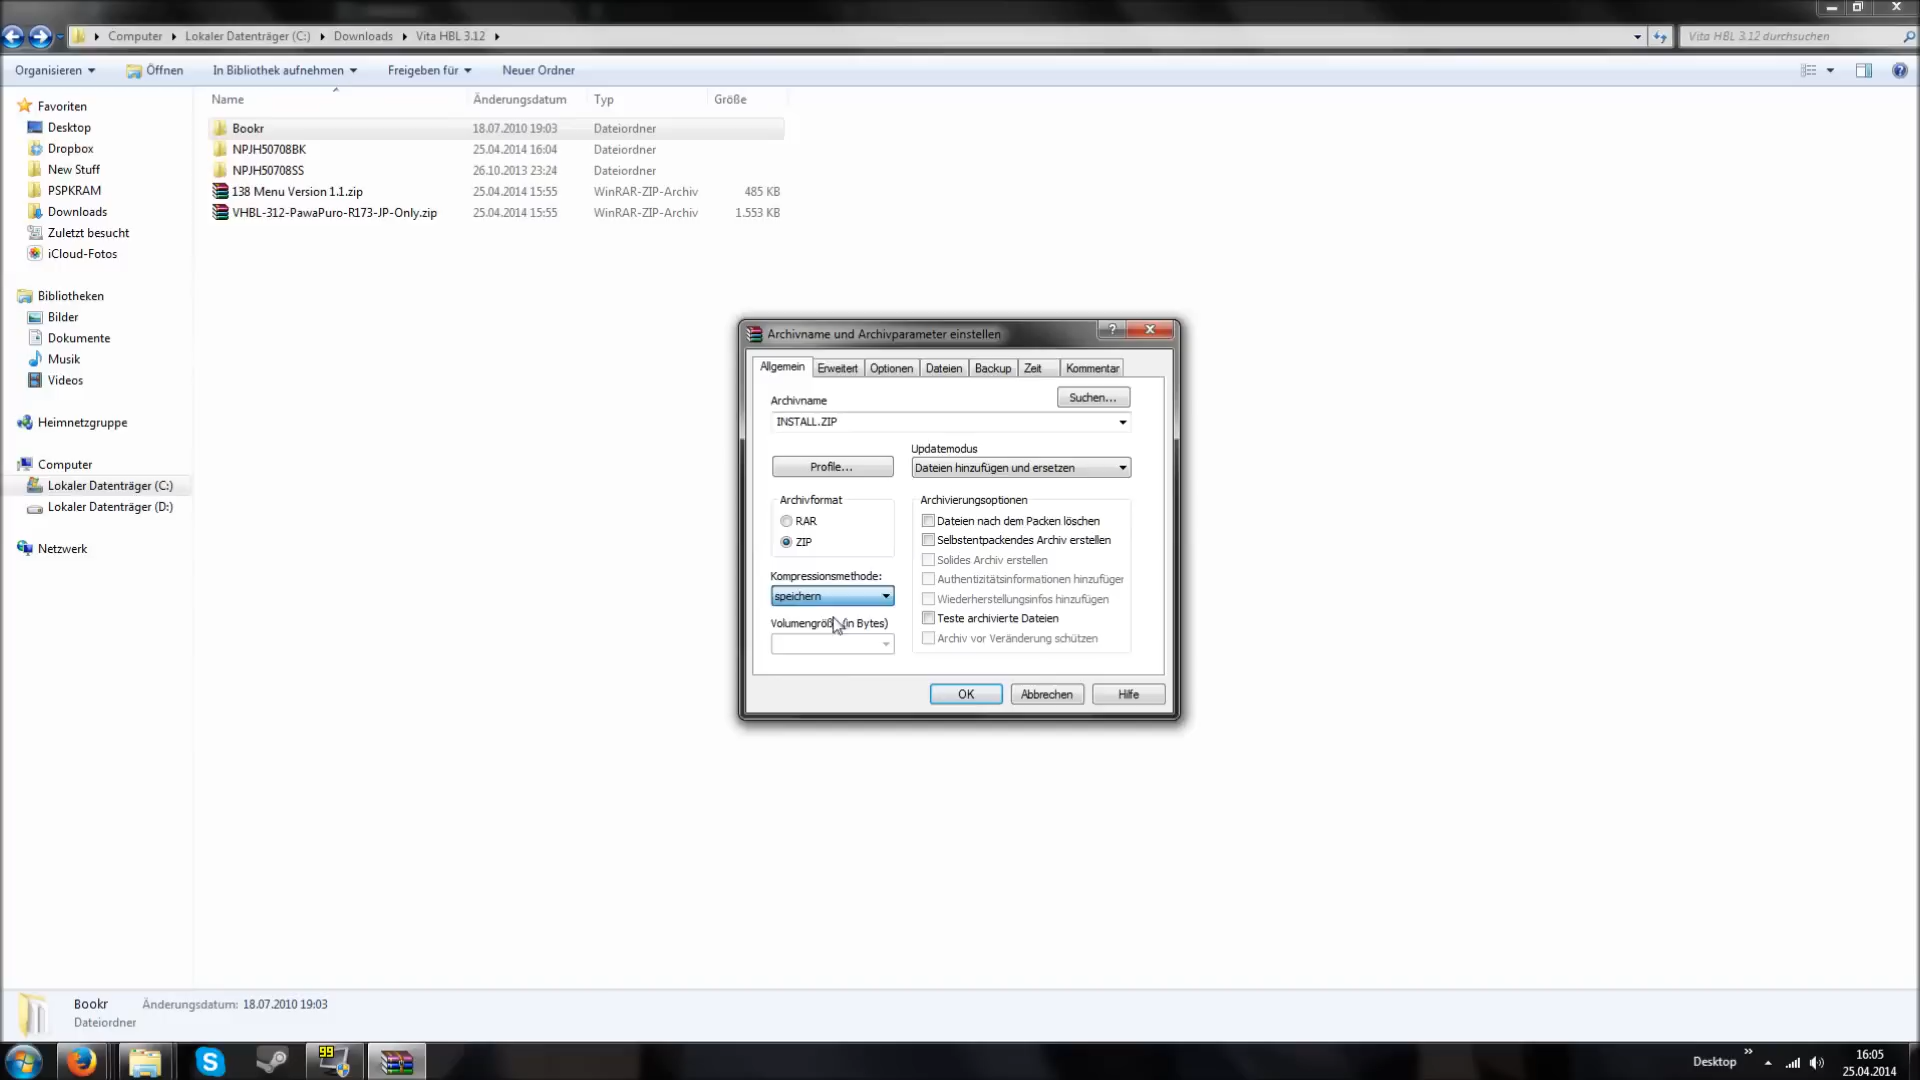 Computer Lokaler Datenträger (C:) Downloads Vita HBL 3.12
Vita HBL 3.12 durchsuchen
Organisieren Öffnen In Bibliothek aufnehmen Freigeben für Neuer Ordner
Name Änderungsdatum Typ Größe
Favoriten
Desktop
Dropbox
New Stuff
PSPKRAM
Downloads
Zuletzt besucht
iCloud-Fotos
Bibliotheken
Bilder
Dokumente
Musik
Videos
Heimnetzgruppe
Computer
Lokaler Datenträger (C:)
Lokaler Datenträger (D:)
Netzwerk
Bookr 18.07.2010 19:03 Dateiordner
NPJH50708BK 25.04.2014 16:04 Dateiordner
NPJH50708SS 26.10.2013 23:24 Dateiordner
138 Menu Version 1.1.zip 25.04.2014 15:55 WinRAR-ZIP-Archiv 485 KB
VHBL-312-PawaPuro-R173-JP-Only.zip 25.04.2014 15:55 WinRAR-ZIP-Archiv 1.553 KB
Archivname und Archivparameter einstellen
Allgemein Erweitert Optionen Dateien Backup Zeit Kommentar
Archivname
Suchen...
INSTALL.ZIP
Profile...
Updatemodus
Dateien hinzufügen und ersetzen
Archivformat
RAR
ZIP
Kompressionsmethode:
speichern
Volumengröß (in Bytes)
Archivierungsoptionen
Dateien nach dem Packen löschen
Selbstentpackendes Archiv erstellen
Solides Archiv erstellen
Authentizitätsinformationen hinzufüger
Wiederherstellungsinfos hinzufügen
Teste archivierte Dateien
Archiv vor Veränderung schützen
OK Abbrechen Hilfe
Bookr Änderungsdatum: 18.07.2010 19:03
Dateiordner
99
Desktop
16:05
25.04.2014